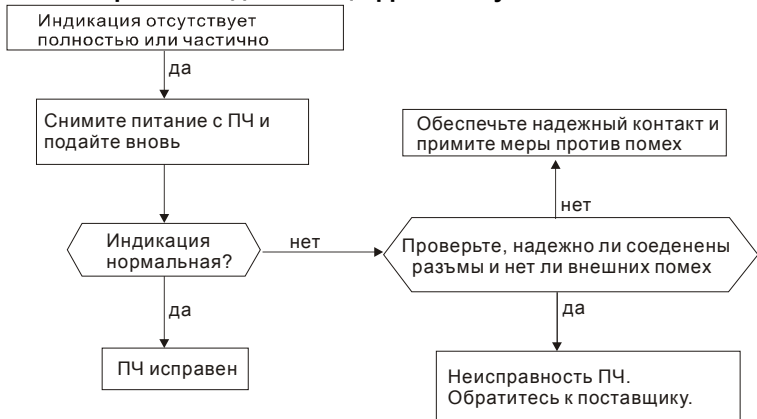 Индикация отсутствует
полностью или частично
да
Снимите питание с ПЧ и
подайте вновь
Индикация
нормальная?
да
ПЧ исправен
нет
Проверьте, надежно ли соеденены
разъмы и нет ли внешних помех
нет
Обеспечьте надежный контакт и
примите меры против помех
да
Неисправность ПЧ.
Обратитесь к поставщику.